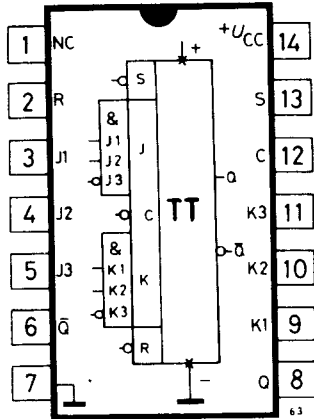 +UCC
1 NC
14
2 R
S 13
3 J1
C 12
4 J2
K3 11
5 J3
K2 10
6 Q̄
K1 9
7
Q 8
+
S
&
J1
J2
J3
J
C
TT
Q
Q̄
&
K1
K2
K3
K
R
−
63